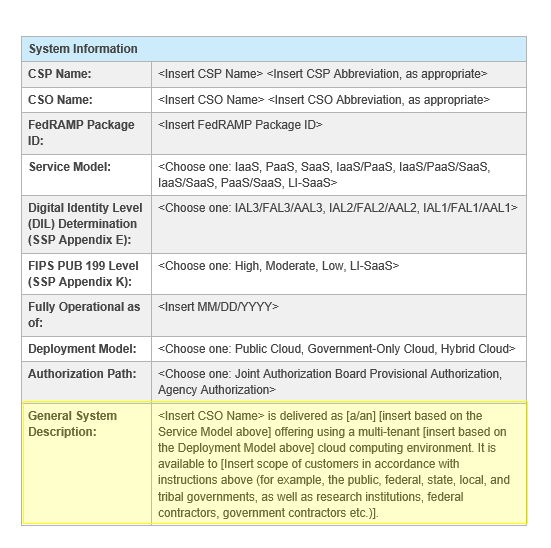 System Information
CSP Name:
<Insert CSP Name> <Insert CSP Abbreviation, as appropriate>
CSO Name:
<Insert CSO Name> <Insert CSO Abbreviation, as appropriate>
FedRAMP Package
ID:
<Insert FedRAMP Package ID>
Service Model:
<Choose one: IaaS, PaaS, SaaS, IaaS/PaaS, IaaS/PaaS/SaaS,
IaaS/SaaS, PaaS/SaaS, LI-SaaS>
Digital Identity Level
(DIL) Determination
(SSP Appendix E):
<Choose one: IAL3/FAL3/AAL3, IAL2/FAL2/AAL2, IAL1/FAL1/AAL1>
FIPS PUB 199 Level
(SSP Appendix K):
<Choose one: High, Moderate, Low, LI-SaaS>
Fully Operational as
of:
<Insert MM/DD/YYYY>
Deployment Model:
<Choose one: Public Cloud, Government-Only Cloud, Hybrid Cloud>
Authorization Path:
<Choose one: Joint Authorization Board Provisional Authorization,
Agency Authorization>
General System
Description:
<Insert CSO Name> is delivered as [a/an] [insert based on the
Service Model above] offering using a multi-tenant [insert based on
the Deployment Model above] cloud computing environment. It is
available to [Insert scope of customers in accordance with
instructions above (for example, the public, federal, state, local, and
tribal governments, as well as research institutions, federal
contractors, government contractors etc.)].